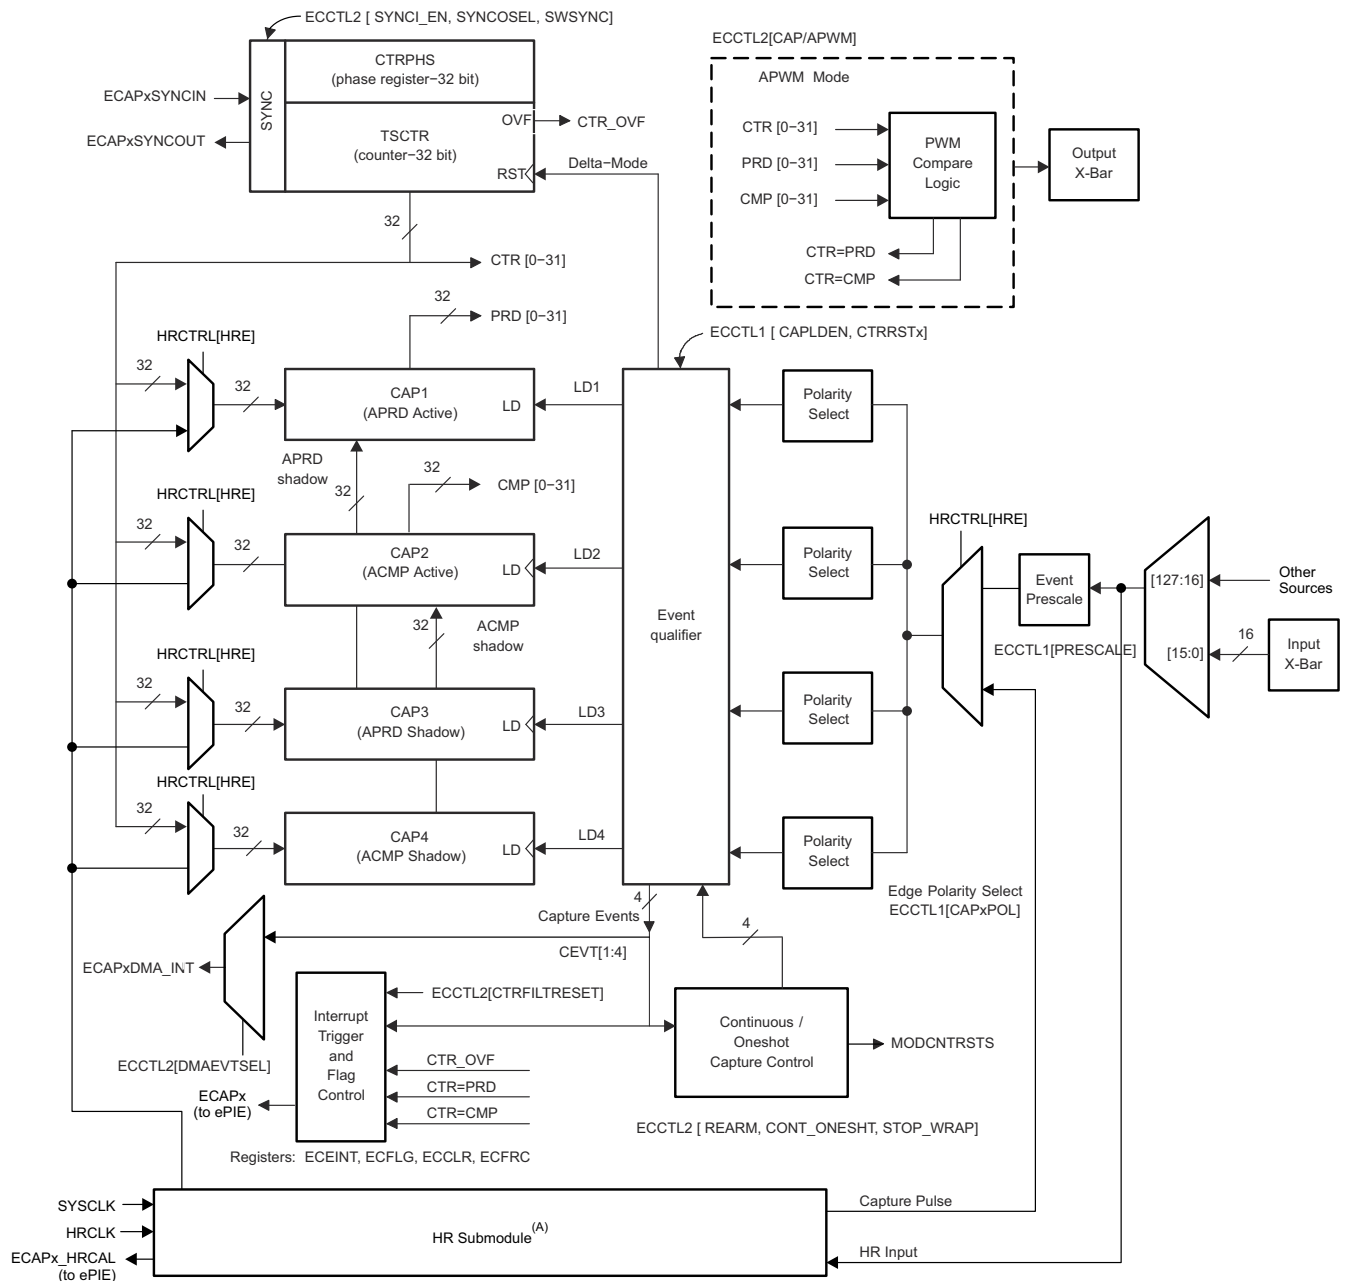 ECCTL2 [ SYNCI_EN, SYNCOSEL, SWSYNC]
SYNC
CTRPHS
(phase register−32 bit)
ECAPxSYNCIN
ECAPxSYNCOUT
TSCTR
(counter−32 bit)
OVF
CTR_OVF
RST
Delta−Mode
32
CTR [0−31]
32
PRD [0−31]
ECCTL2[CAP/APWM]
APWM Mode
CTR [0−31]
PRD [0−31]
CMP [0−31]
PWM
Compare
Logic
CTR=PRD
CTR=CMP
Output
X-Bar
ECCTL1 [ CAPLDEN, CTRRSTx]
HRCTRL[HRE]
32
32
CAP1
(APRD Active)
LD
LD1
Polarity
Select
APRD
shadow
32
32
CMP [0−31]
HRCTRL[HRE]
32
32
CAP2
(ACMP Active)
LD
LD2
Polarity
Select
32
ACMP
shadow
Event
qualifier
HRCTRL[HRE]
Event
Prescale
ECCTL1[PRESCALE]
[127:16]
[15:0]
Other
Sources
16
Input
X-Bar
HRCTRL[HRE]
32
32
CAP3
(APRD Shadow)
LD
LD3
Polarity
Select
HRCTRL[HRE]
32
32
CAP4
(ACMP Shadow)
LD
LD4
Polarity
Select
Edge Polarity Select
ECCTL1[CAPxPOL]
4
Capture Events
CEVT[1:4]
4
ECAPxDMA_INT
ECCTL2[DMAEVTSEL]
ECCTL2[CTRFILTRESET]
Interrupt
Trigger
and
Flag
Control
CTR_OVF
CTR=PRD
CTR=CMP
ECAPx
(to ePIE)
Continuous /
Oneshot
Capture Control
MODCNTRSTS
ECCTL2 [ REARM, CONT_ONESHT, STOP_WRAP]
Registers: ECEINT, ECFLG, ECCLR, ECFRC
SYSCLK
HRCLK
ECAPx_HRCAL
(to ePIE)
HR Submodule(A)
Capture Pulse
HR Input